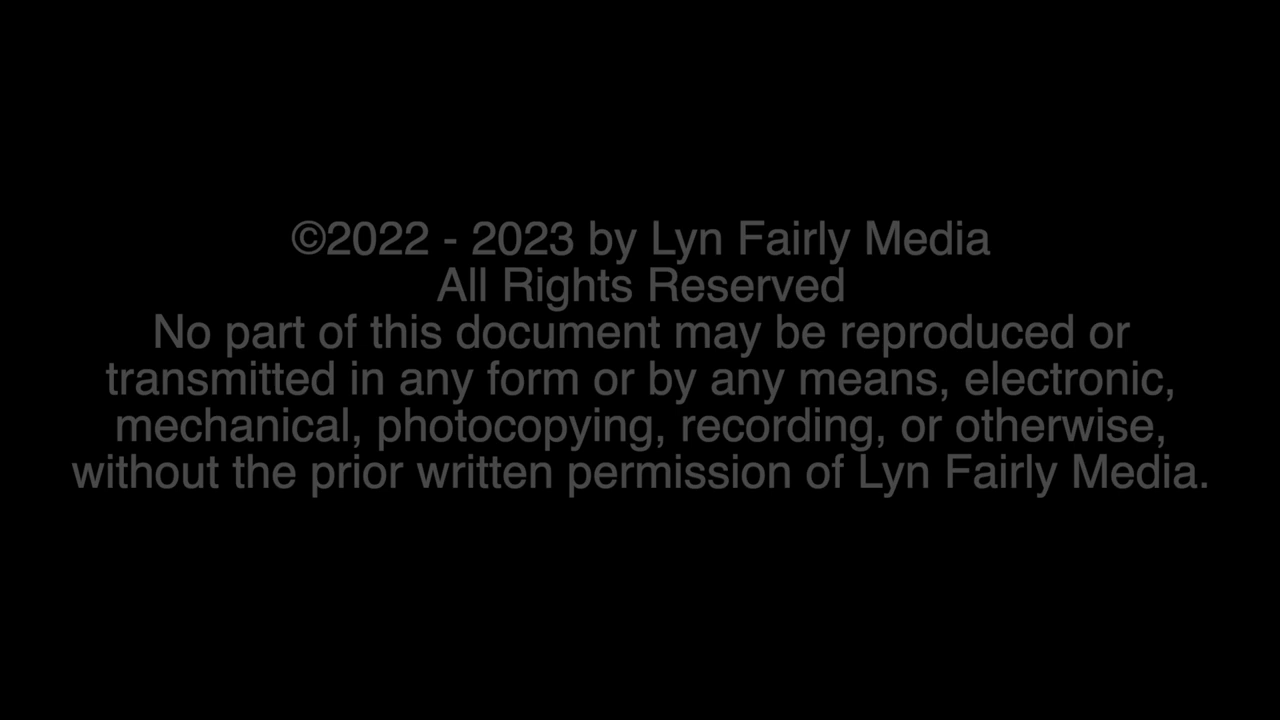 ©2022 - 2023 by Lyn Fairly Media
All Rights Reserved
No part of this document may be reproduced or
transmitted in any form or by any means, electronic,
mechanical, photocopying, recording, or otherwise,
without the prior written permission of Lyn Fairly Media.